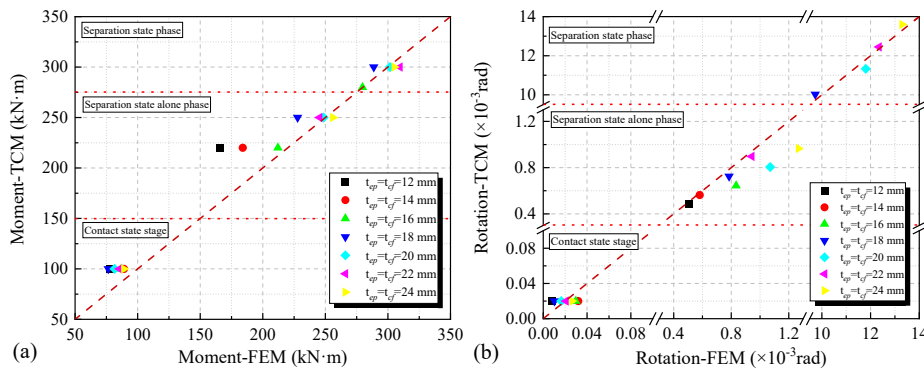 350
300
250
200
150
100
50
50
100
150
200
250
300
350
Moment-TCM (kN·m)
Moment-FEM (kN·m)
Separation state phase
Separation state alone phase
Contact state stage
t_ep=t_cf=12 mm
t_ep=t_cf=14 mm
t_ep=t_cf=16 mm
t_ep=t_cf=18 mm
t_ep=t_cf=20 mm
t_ep=t_cf=22 mm
t_ep=t_cf=24 mm
(a)
14
12
10
1.2
0.8
0.4
0.08
0.04
0.00
0.00
0.04
0.08
0.4
0.8
1.2
10
12
14
Rotation-TCM (×10⁻³rad)
Rotation-FEM (×10⁻³rad)
Separation state phase
Separation state alone phase
Contact state stage
t_ep=t_cf=12 mm
t_ep=t_cf=14 mm
t_ep=t_cf=16 mm
t_ep=t_cf=18 mm
t_ep=t_cf=20 mm
t_ep=t_cf=22 mm
t_ep=t_cf=24 mm
(b)